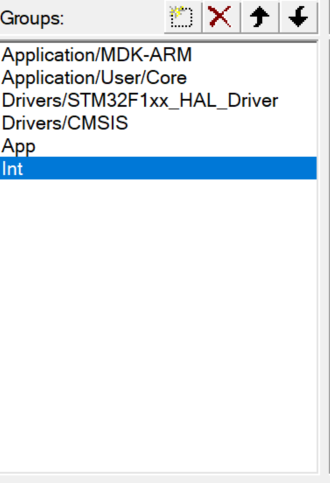 Groups:
Application/MDK-ARM
Application/User/Core
Drivers/STM32F1xx_HAL_Driver
Drivers/CMSIS
App
Int